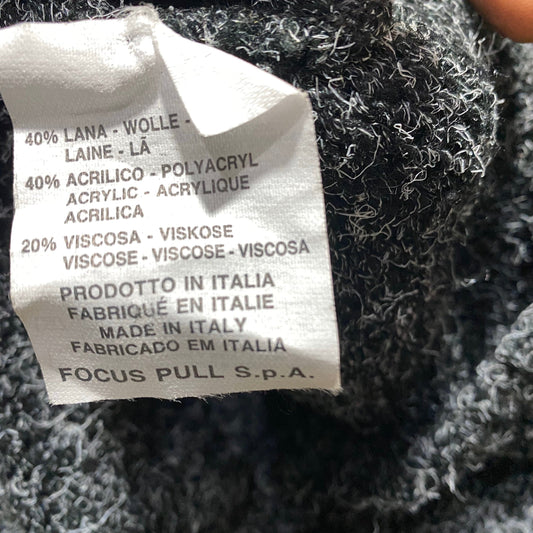 40% LANA - WOLLE -
LAINE - LÃ
40% ACRILICO - POLYACRYL
ACRYLIC - ACRYLIQUE
ACRILICA
20% VISCOSA - VISKOSE
VISCOSE - VISCOSE - VISCOSA
PRODOTTO IN ITALIA
FABRIQUÉ EN ITALIE
MADE IN ITALY
FABRICADO EM ITALIA
FOCUS PULL S.p.A.